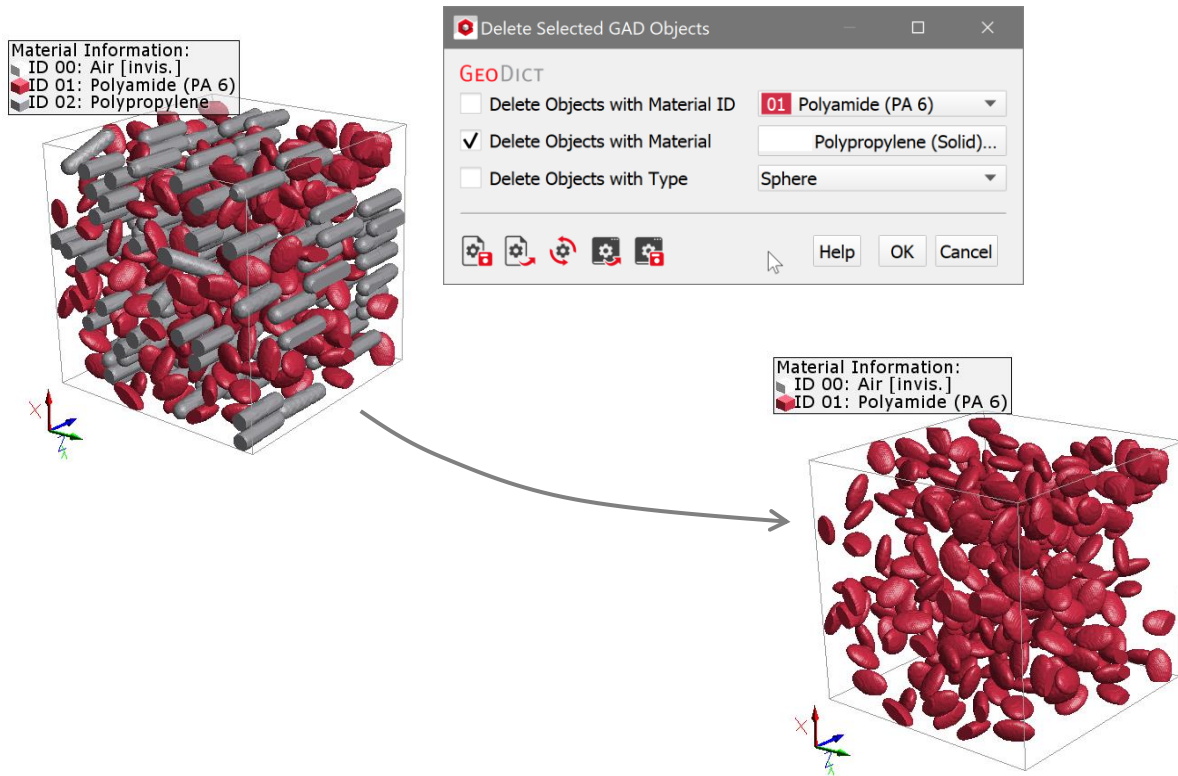 Material Information:
ID 00: Air [invis.]
ID 01: Polyamide (PA 6)
ID 02: Polypropylene
X
Z
Y
Delete Selected GAD Objects
GEODICT
Delete Objects with Material ID
01 Polyamide (PA 6)
Delete Objects with Material
Polypropylene (Solid)...
Delete Objects with Type
Sphere
Help
OK
Cancel
Material Information:
ID 00: Air [invis.]
ID 01: Polyamide (PA 6)
X
Z
Y